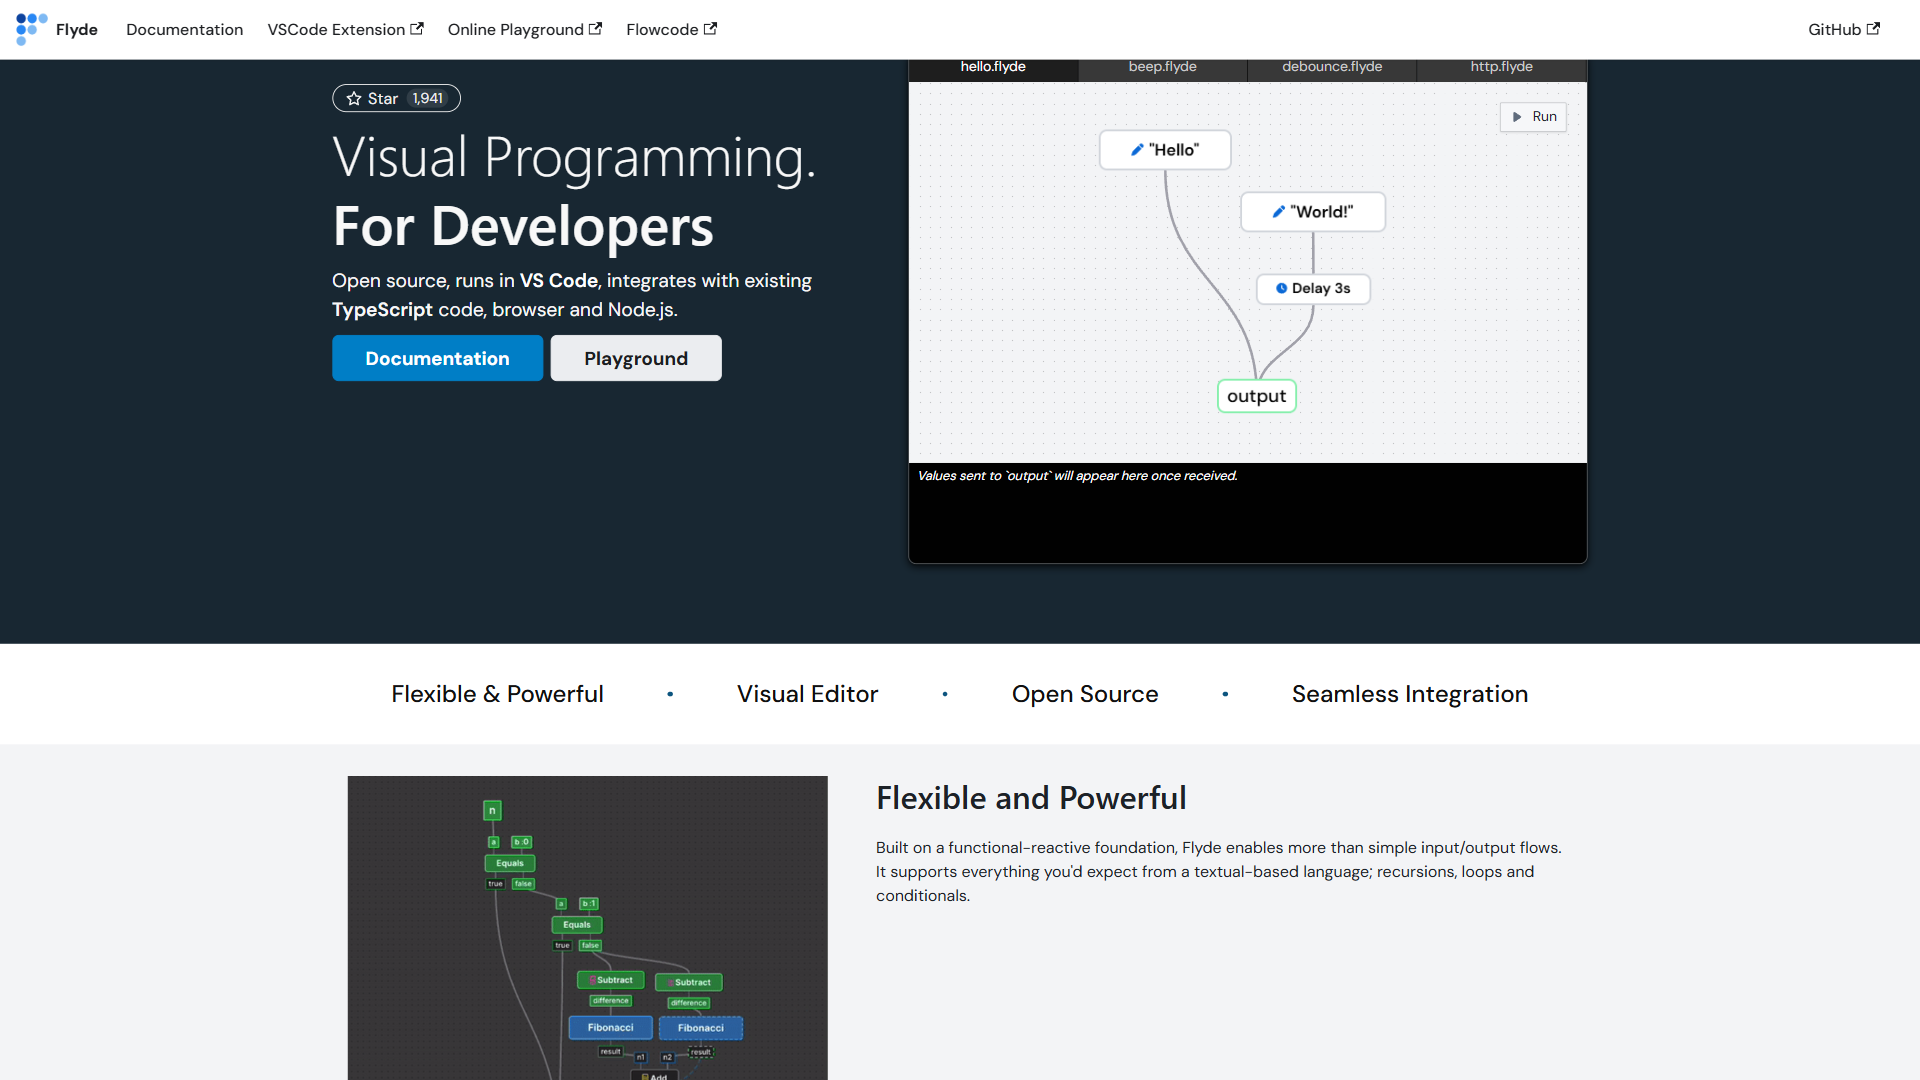 Flyde
Documentation
VSCode Extension
Online Playground
Flowcode
GitHub
Star 1,941
Visual Programming.
For Developers
Open source, runs in VS Code, integrates with existing
TypeScript code, browser and Node.js.
Documentation
Playground
hello.flyde
beep.flyde
debounce.flyde
http.flyde
Run
"Hello"
"World!"
Delay 3s
output
Values sent to `output` will appear here once received.
Flexible & Powerful
•
Visual Editor
•
Open Source
•
Seamless Integration
n
a
b :0
Equals
true
false
a
b :1
Equals
true
false
Subtract
Subtract
difference
difference
Fibonacci
Fibonacci
result
n1
n2
result
Add
Flexible and Powerful
Built on a functional-reactive foundation, Flyde enables more than simple input/output flows.
It supports everything you'd expect from a textual-based language; recursions, loops and
conditionals.